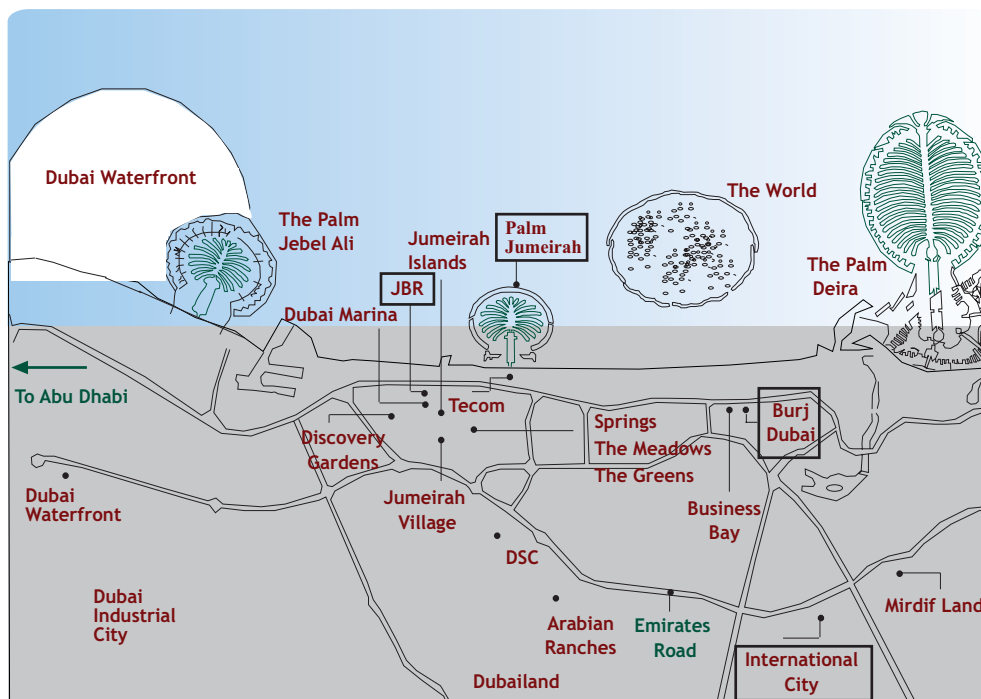 Dubai Waterfront
The Palm
Jebel Ali
Jumeirah
Islands
Palm
Jumeirah
The World
The Palm
Deira
JBR
Dubai Marina
To Abu Dhabi
Tecom
Discovery
Gardens
Springs
The Meadows
The Greens
Burj
Dubai
Dubai
Waterfront
Jumeirah
Village
Business
Bay
DSC
Dubai
Industrial
City
Arabian
Ranches
Emirates
Road
Mirdif Land
International
City
Dubailand